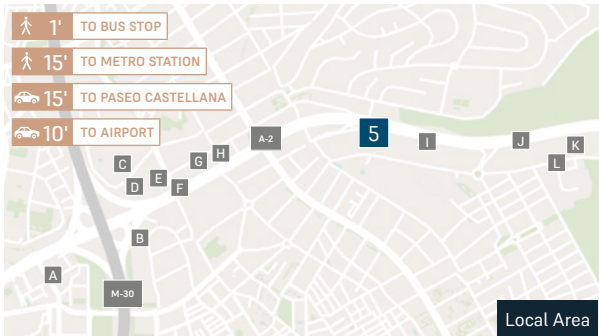 1' TO BUS STOP
15' TO METRO STATION
15' TO PASEO CASTELLANA
10' TO AIRPORT
A-2
5
I
J
K
L
H
G
C
E
D
F
B
A
M-30
Local Area